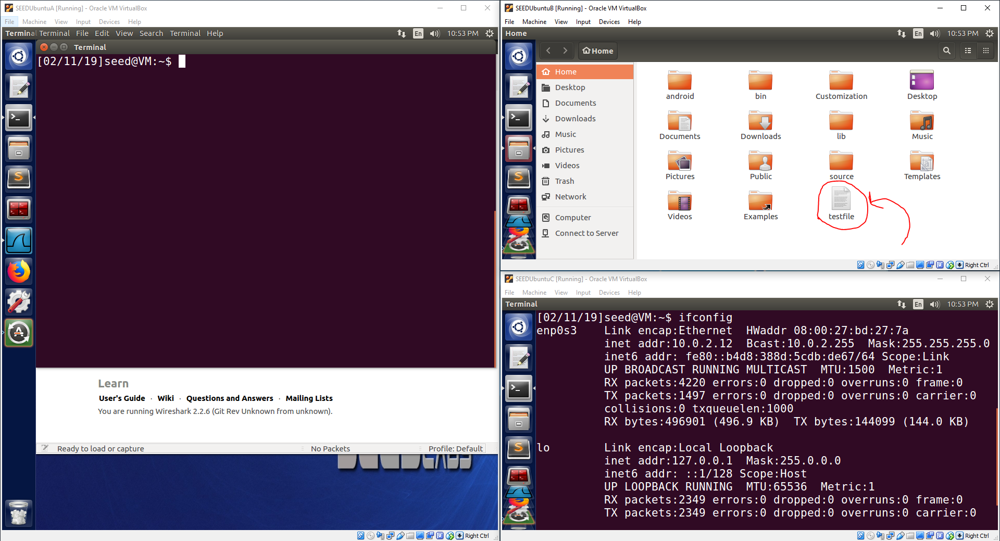 SEEDUbuntuA [Running] - Oracle VM VirtualBox
File Machine View Input Devices Help
Terminal Terminal File Edit View Search Terminal Help En 10:53 PM
Terminal
[02/11/19]seed@VM:~$
Learn
User's Guide · Wiki · Questions and Answers · Mailing Lists
You are running Wireshark 2.2.6 (Git Rev Unknown from unknown).
Ready to load or capture No Packets Profile: Default
Right Ctrl
SEEDUbuntuB [Running] - Oracle VM VirtualBox
File Machine View Input Devices Help
Home En 10:53 PM
Home
Home
Desktop
Documents
Downloads
Music
Pictures
Videos
Trash
Network
Computer
Connect to Server
android bin Customization Desktop
Documents Downloads lib Music
Pictures Public source Templates
Videos Examples testfile
Right Ctrl
SEEDUbuntuC [Running] - Oracle VM VirtualBox
File Machine View Input Devices Help
Terminal En 10:53 PM
[02/11/19]seed@VM:~$ ifconfig
enp0s3 Link encap:Ethernet HWaddr 08:00:27:bd:27:7a
inet addr:10.0.2.12 Bcast:10.0.2.255 Mask:255.255.255.0
inet6 addr: fe80::b4d8:388d:5cdb:de67/64 Scope:Link
UP BROADCAST RUNNING MULTICAST MTU:1500 Metric:1
RX packets:4220 errors:0 dropped:0 overruns:0 frame:0
TX packets:1497 errors:0 dropped:0 overruns:0 carrier:0
collisions:0 txqueuelen:1000
RX bytes:496901 (496.9 KB) TX bytes:144099 (144.0 KB)
lo Link encap:Local Loopback
inet addr:127.0.0.1 Mask:255.0.0.0
inet6 addr: ::1/128 Scope:Host
UP LOOPBACK RUNNING MTU:65536 Metric:1
RX packets:2349 errors:0 dropped:0 overruns:0 frame:0
TX packets:2349 errors:0 dropped:0 overruns:0 carrier:0
Right Ctrl